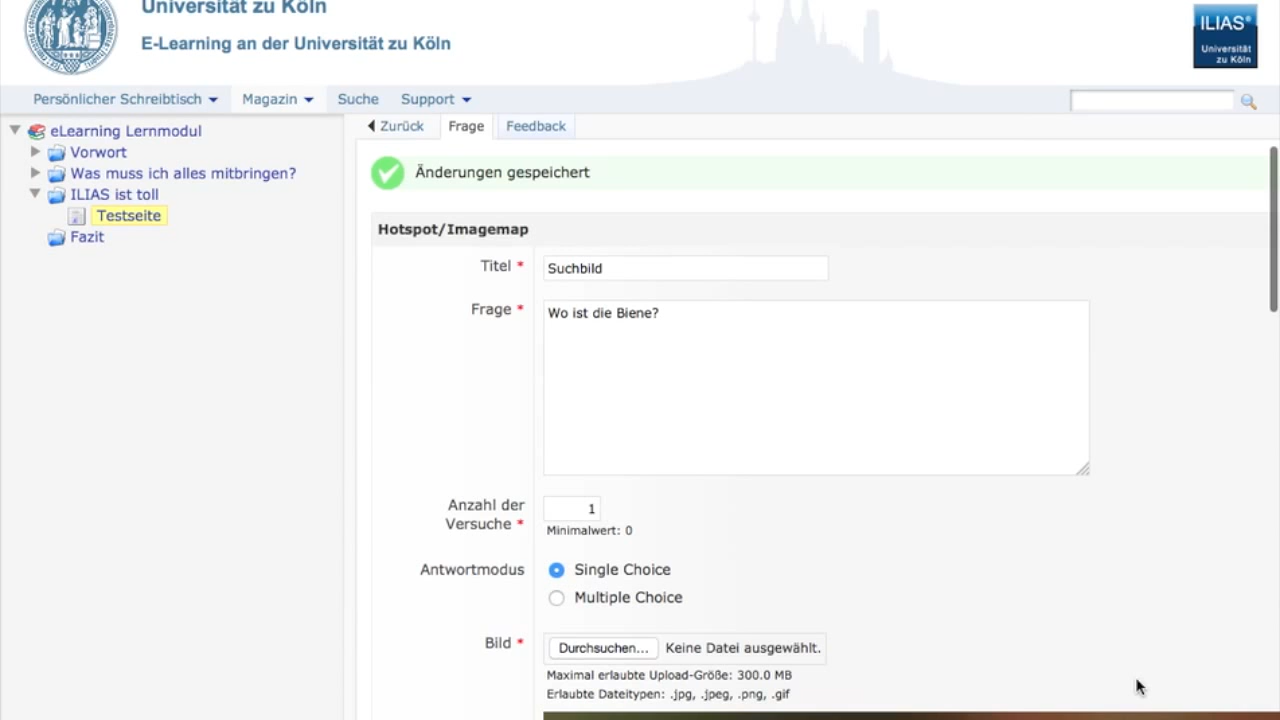 Universität zu Köln
E-Learning an der Universität zu Köln
ILIAS®
Universität
zu Köln
Persönlicher Schreibtisch Magazin Suche Support
eLearning Lernmodul
Vorwort
Was muss ich alles mitbringen?
ILIAS ist toll
Testseite
Fazit
Zurück Frage Feedback
Änderungen gespeichert
Hotspot/Imagemap
Titel * Suchbild
Frage * Wo ist die Biene?
Anzahl der
Versuche * 1
Minimalwert: 0
Antwortmodus Single Choice
Multiple Choice
Bild * Durchsuchen... Keine Datei ausgewählt.
Maximal erlaubte Upload-Größe: 300.0 MB
Erlaubte Dateitypen: .jpg, .jpeg, .png, .gif